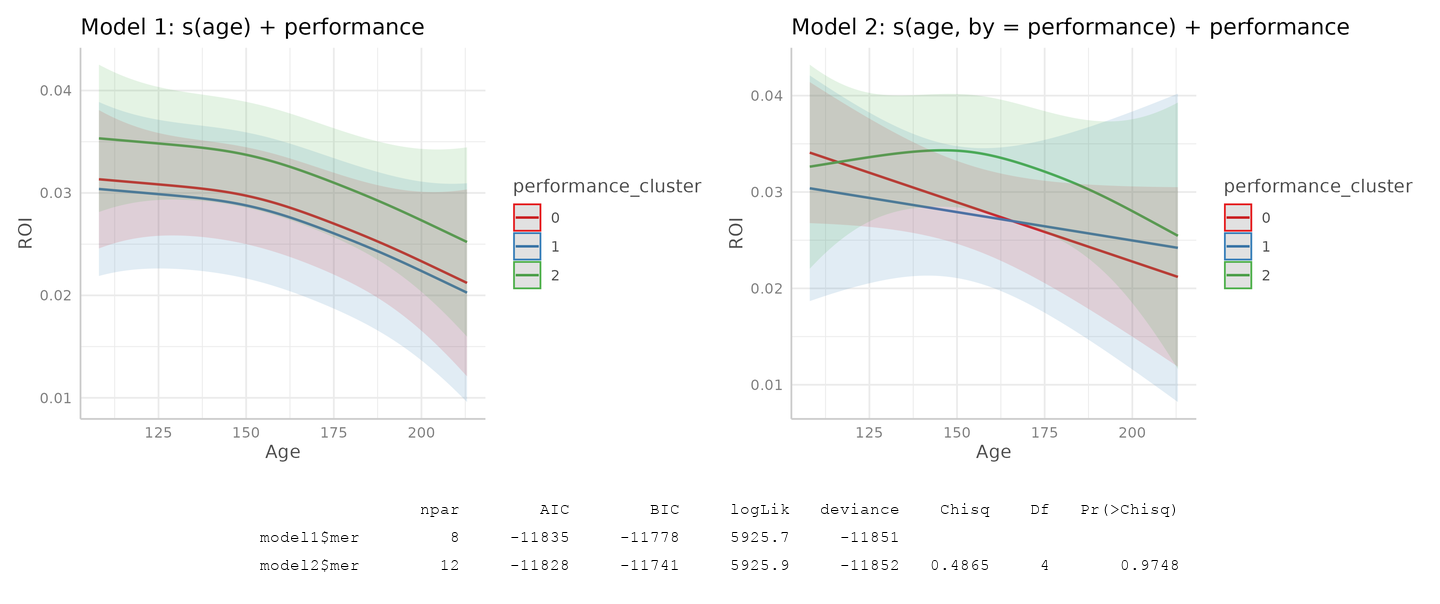 Model 1: s(age) + performance
0.04
0.03
0.02
0.01
ROI
125 150 175 200
Age
performance_cluster
0
1
2
Model 2: s(age, by = performance) + performance
0.04
0.03
0.02
0.01
ROI
125 150 175 200
Age
performance_cluster
0
1
2
npar AIC BIC logLik deviance Chisq Df Pr(>Chisq)
model1$mer 8 -11835 -11778 5925.7 -11851
model2$mer 12 -11828 -11741 5925.9 -11852 0.4865 4 0.9748